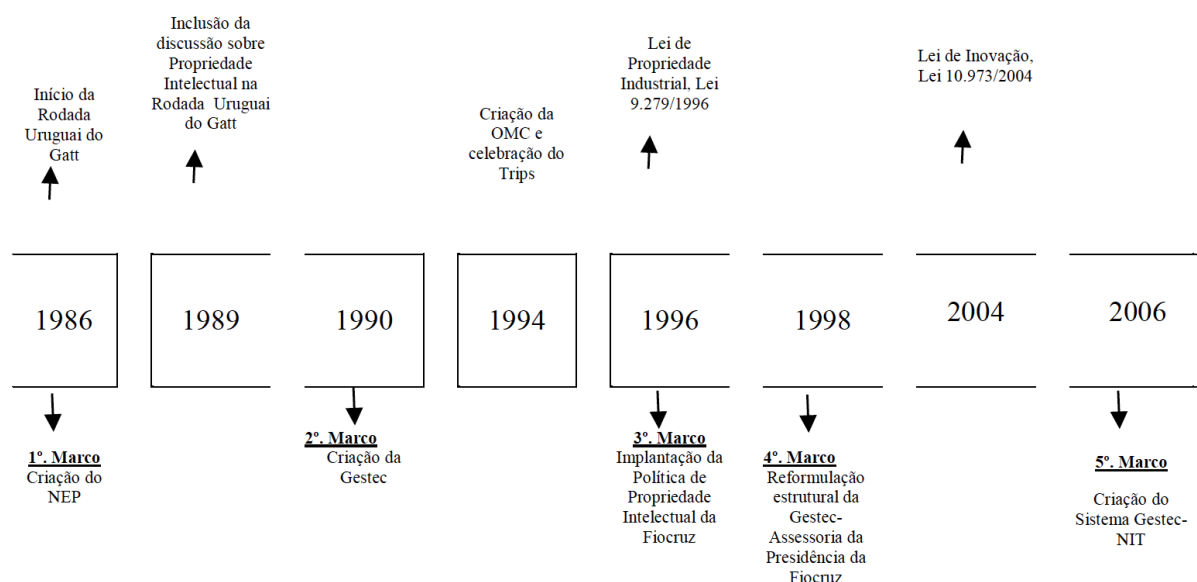 Início da
Rodada
Uruguai do
Gatt
Inclusão da
discussão sobre
Propriedade
Intelectual na
Rodada Uruguai
do Gatt
Criação da
OMC e
celebração do
Trips
Lei de
Propriedade
Industrial, Lei
9.279/1996
Lei de Inovação,
Lei 10.973/2004
1986
1989
1990
1994
1996
1998
2004
2006
1º. Marco
Criação do
NEP
2º. Marco
Criação da
Gestec
3º. Marco
Implantação da
Política de
Propriedade
Intelectual da
Fiocruz
4º. Marco
Reformulação
estrutural da
Gestec-
Assessoria da
Presidência da
Fiocruz
5º. Marco
Criação do
Sistema Gestec-
NIT